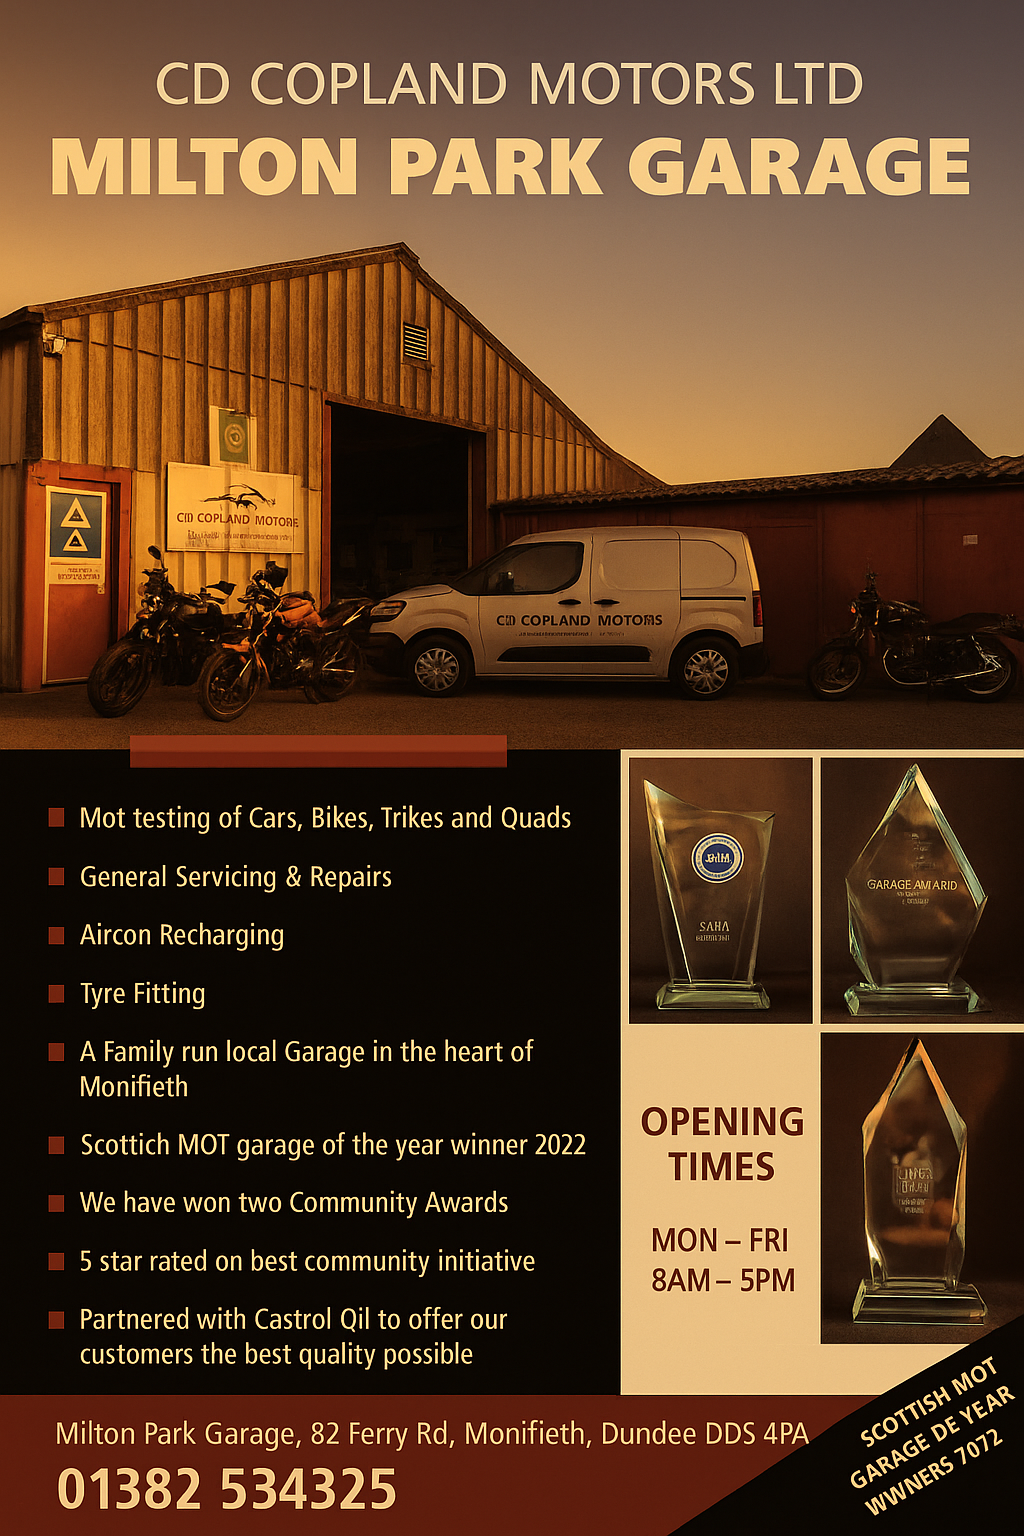 CD COPLAND MOTORS LTD
MILTON PARK GARAGE
CD COPLAND MOTORE
CD COPLAND MOTORS
Mot testing of Cars, Bikes, Trikes and Quads
General Servicing & Repairs
Aircon Recharging
Tyre Fitting
A Family run local Garage in the heart of
Monifieth
Scottich MOT garage of the year winner 2022
We have won two Community Awards
5 star rated on best community initiative
Partnered with Castrol Qil to offer our
customers the best quality possible
SAHA
GARAGE AM ARID
OPENING
TIMES
MON – FRI
8AM – 5PM
Milton Park Garage, 82 Ferry Rd, Monifieth, Dundee DDS 4PA
01382 534325
SCOTTISH MOT
GARAGE DE YEAR
WWNERS 7072